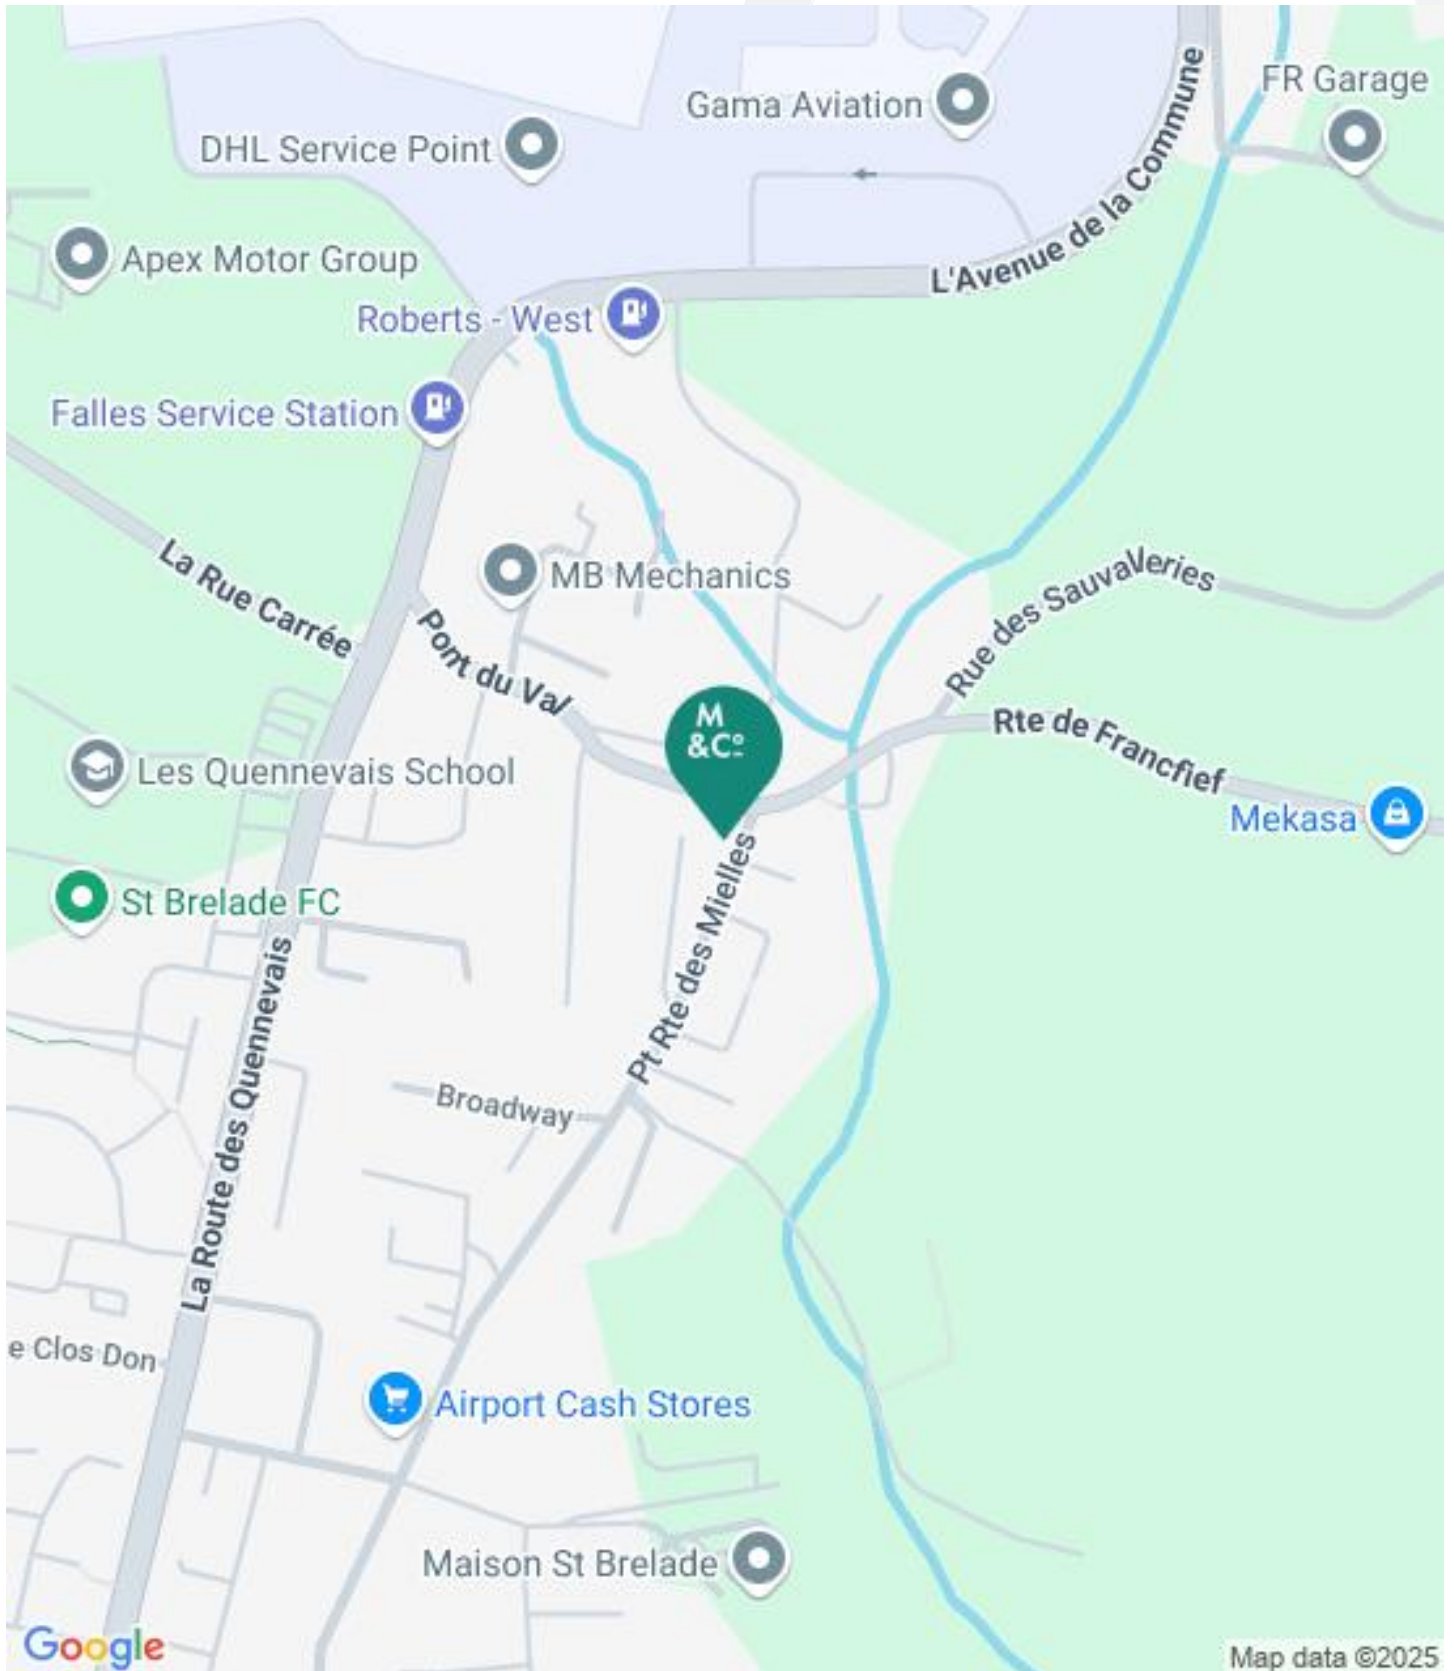 FR Garage
Gama Aviation
DHL Service Point
L'Avenue de la Commune
Apex Motor Group
Roberts - West
Falles Service Station
La Rue Carrée
MB Mechanics
Rue des Sauvalleries
Pont du Val
M
&Cº
Rte de Francfief
Les Quennevais School
Mekasa
St Brelade FC
Pt Rte des Mielles
La Route des Quennevais
Broadway
e Clos Don
Airport Cash Stores
Maison St Brelade
Google
Map data ©2025